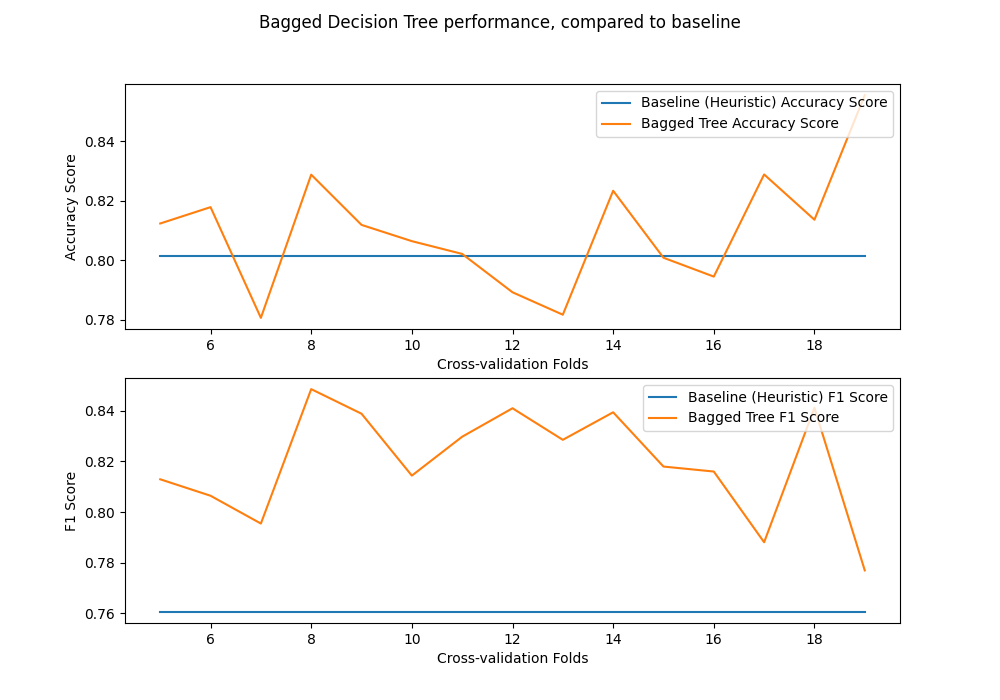 Bagged Decision Tree performance, compared to baseline
Baseline (Heuristic) Accuracy Score
Bagged Tree Accuracy Score
Accuracy Score
0.84
0.82
0.80
0.78
6 8 10 12 14 16 18
Cross-validation Folds
Baseline (Heuristic) F1 Score
Bagged Tree F1 Score
F1 Score
0.84
0.82
0.80
0.78
0.76
6 8 10 12 14 16 18
Cross-validation Folds